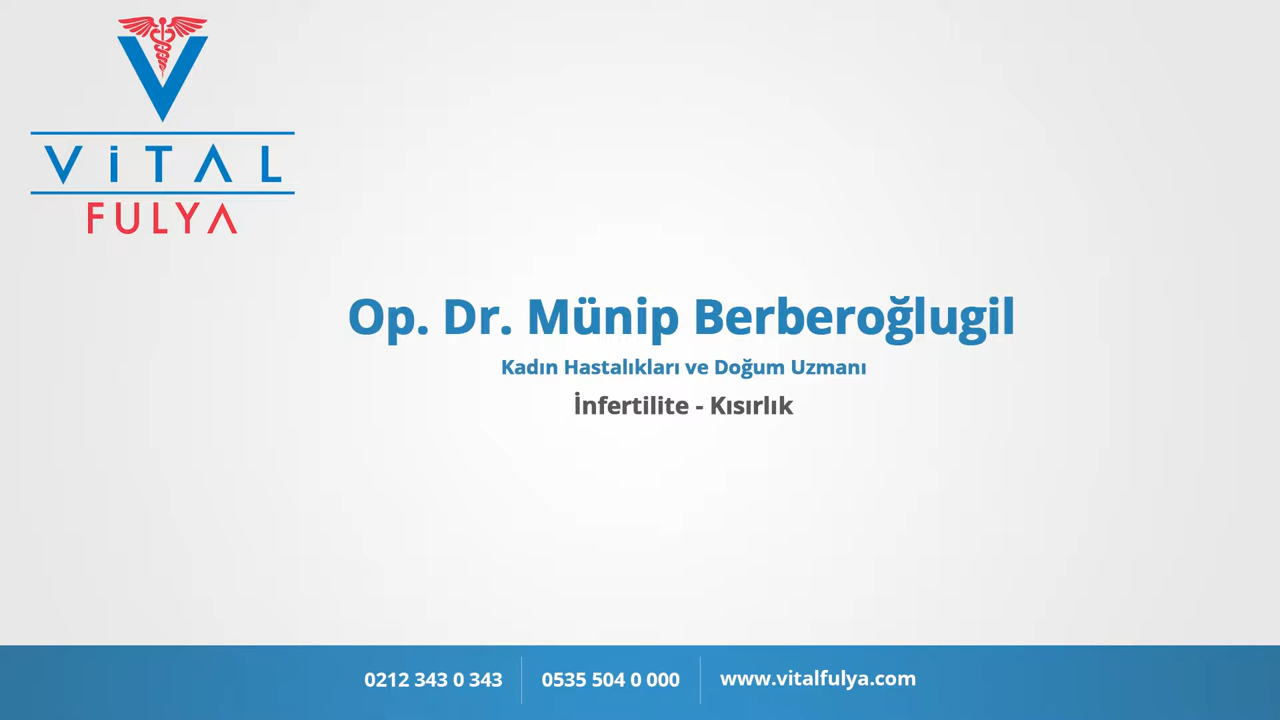 VİTAL
FULYA
Op. Dr. Münip Berberoğlugil
Kadın Hastalıkları ve Doğum Uzmanı
İnfertilite - Kısırlık
0212 343 0 343
0535 504 0 000
www.vitalfulya.com